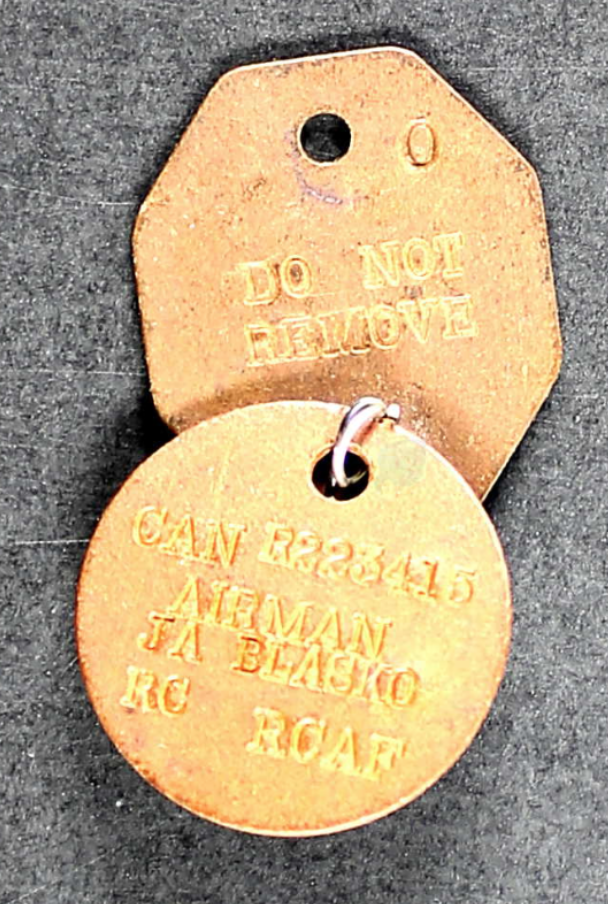 O
DO NOT
REMOVE
CAN R223415
AIRMAN
JA BLASKO
RC RCAF